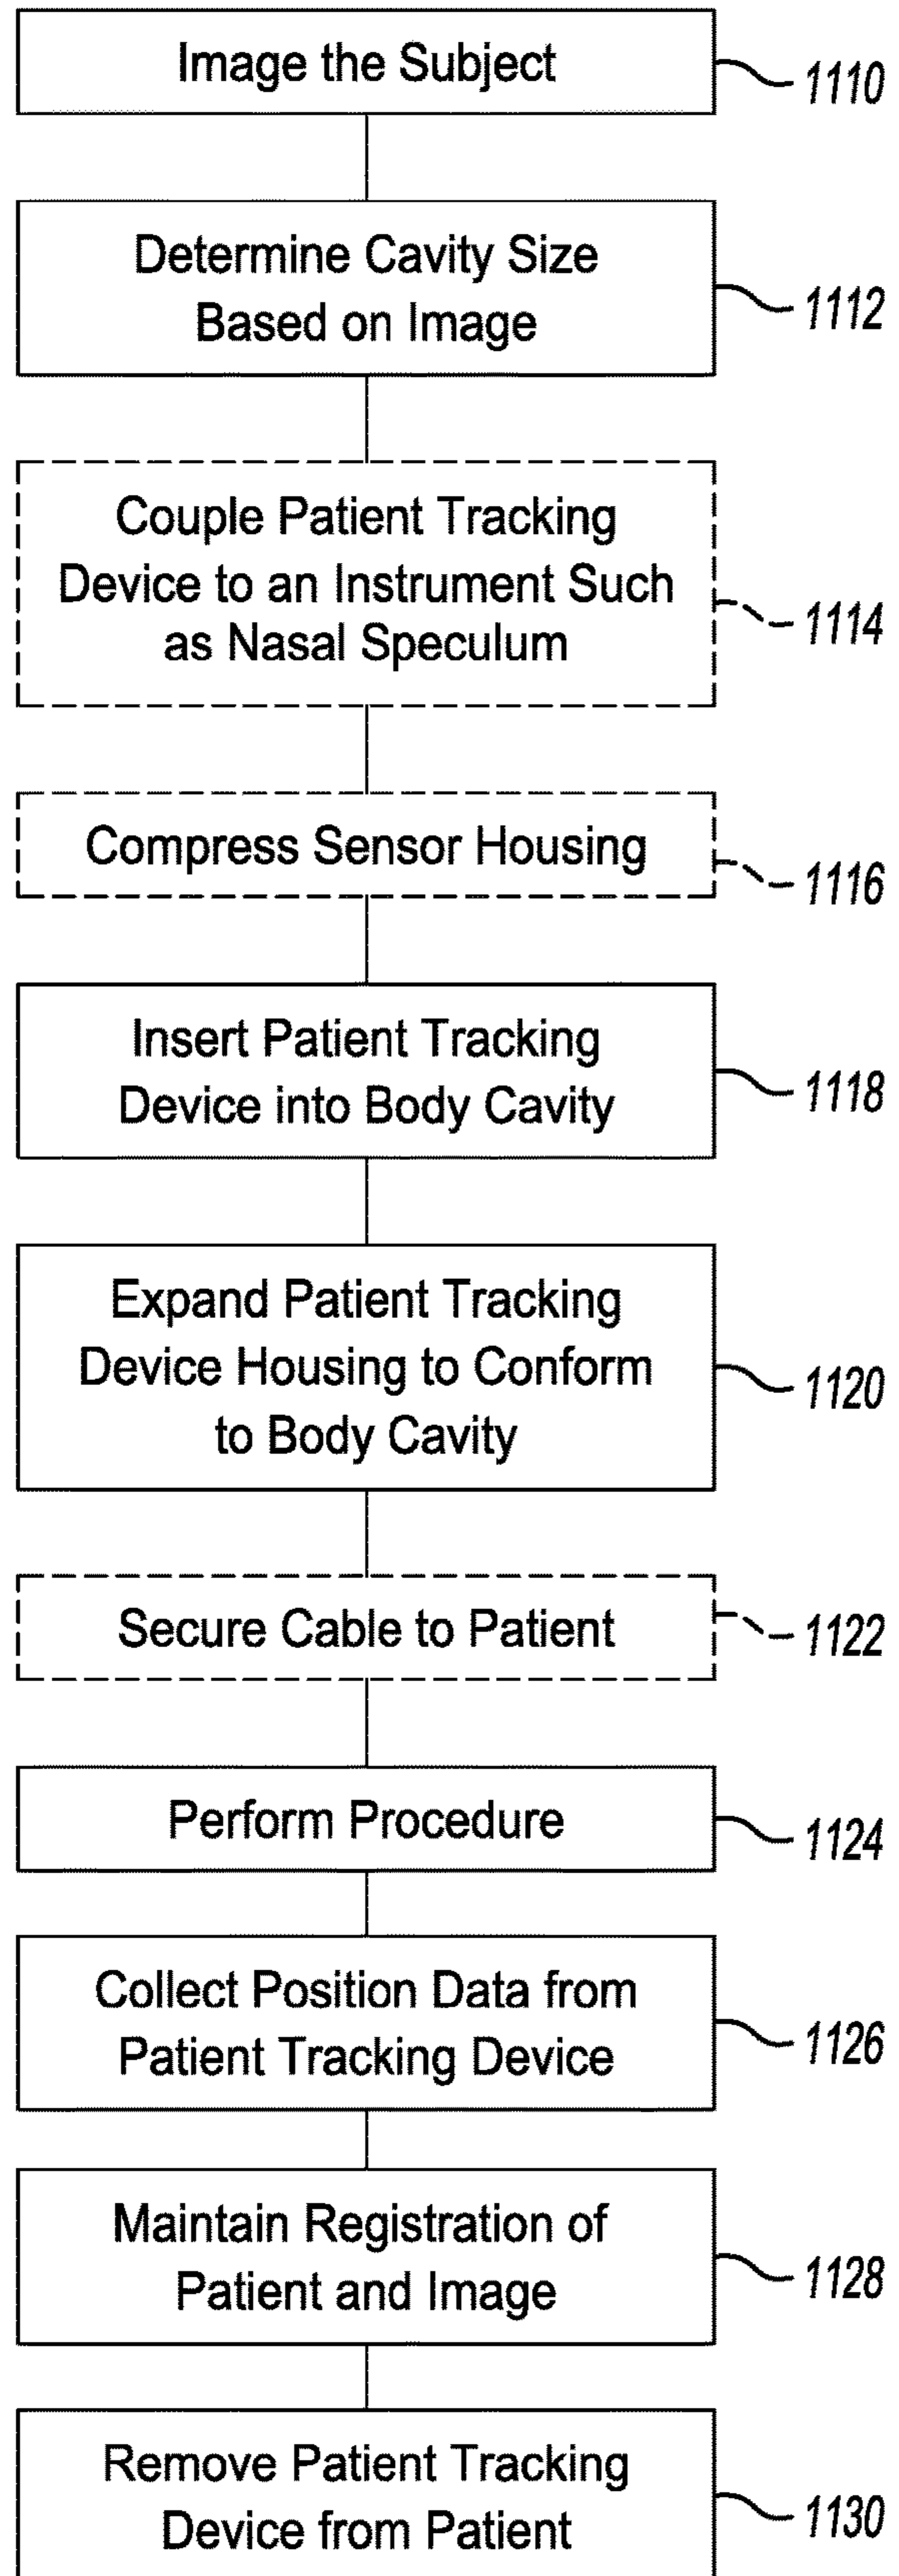 Image the Subject
1110
Determine Cavity Size
Based on Image
1112
Couple Patient Tracking
Device to an Instrument Such
as Nasal Speculum
1114
Compress Sensor Housing
1116
Insert Patient Tracking
Device into Body Cavity
1118
Expand Patient Tracking
Device Housing to Conform
to Body Cavity
1120
Secure Cable to Patient
1122
Perform Procedure
1124
Collect Position Data from
Patient Tracking Device
1126
Maintain Registration of
Patient and Image
1128
Remove Patient Tracking
Device from Patient
1130